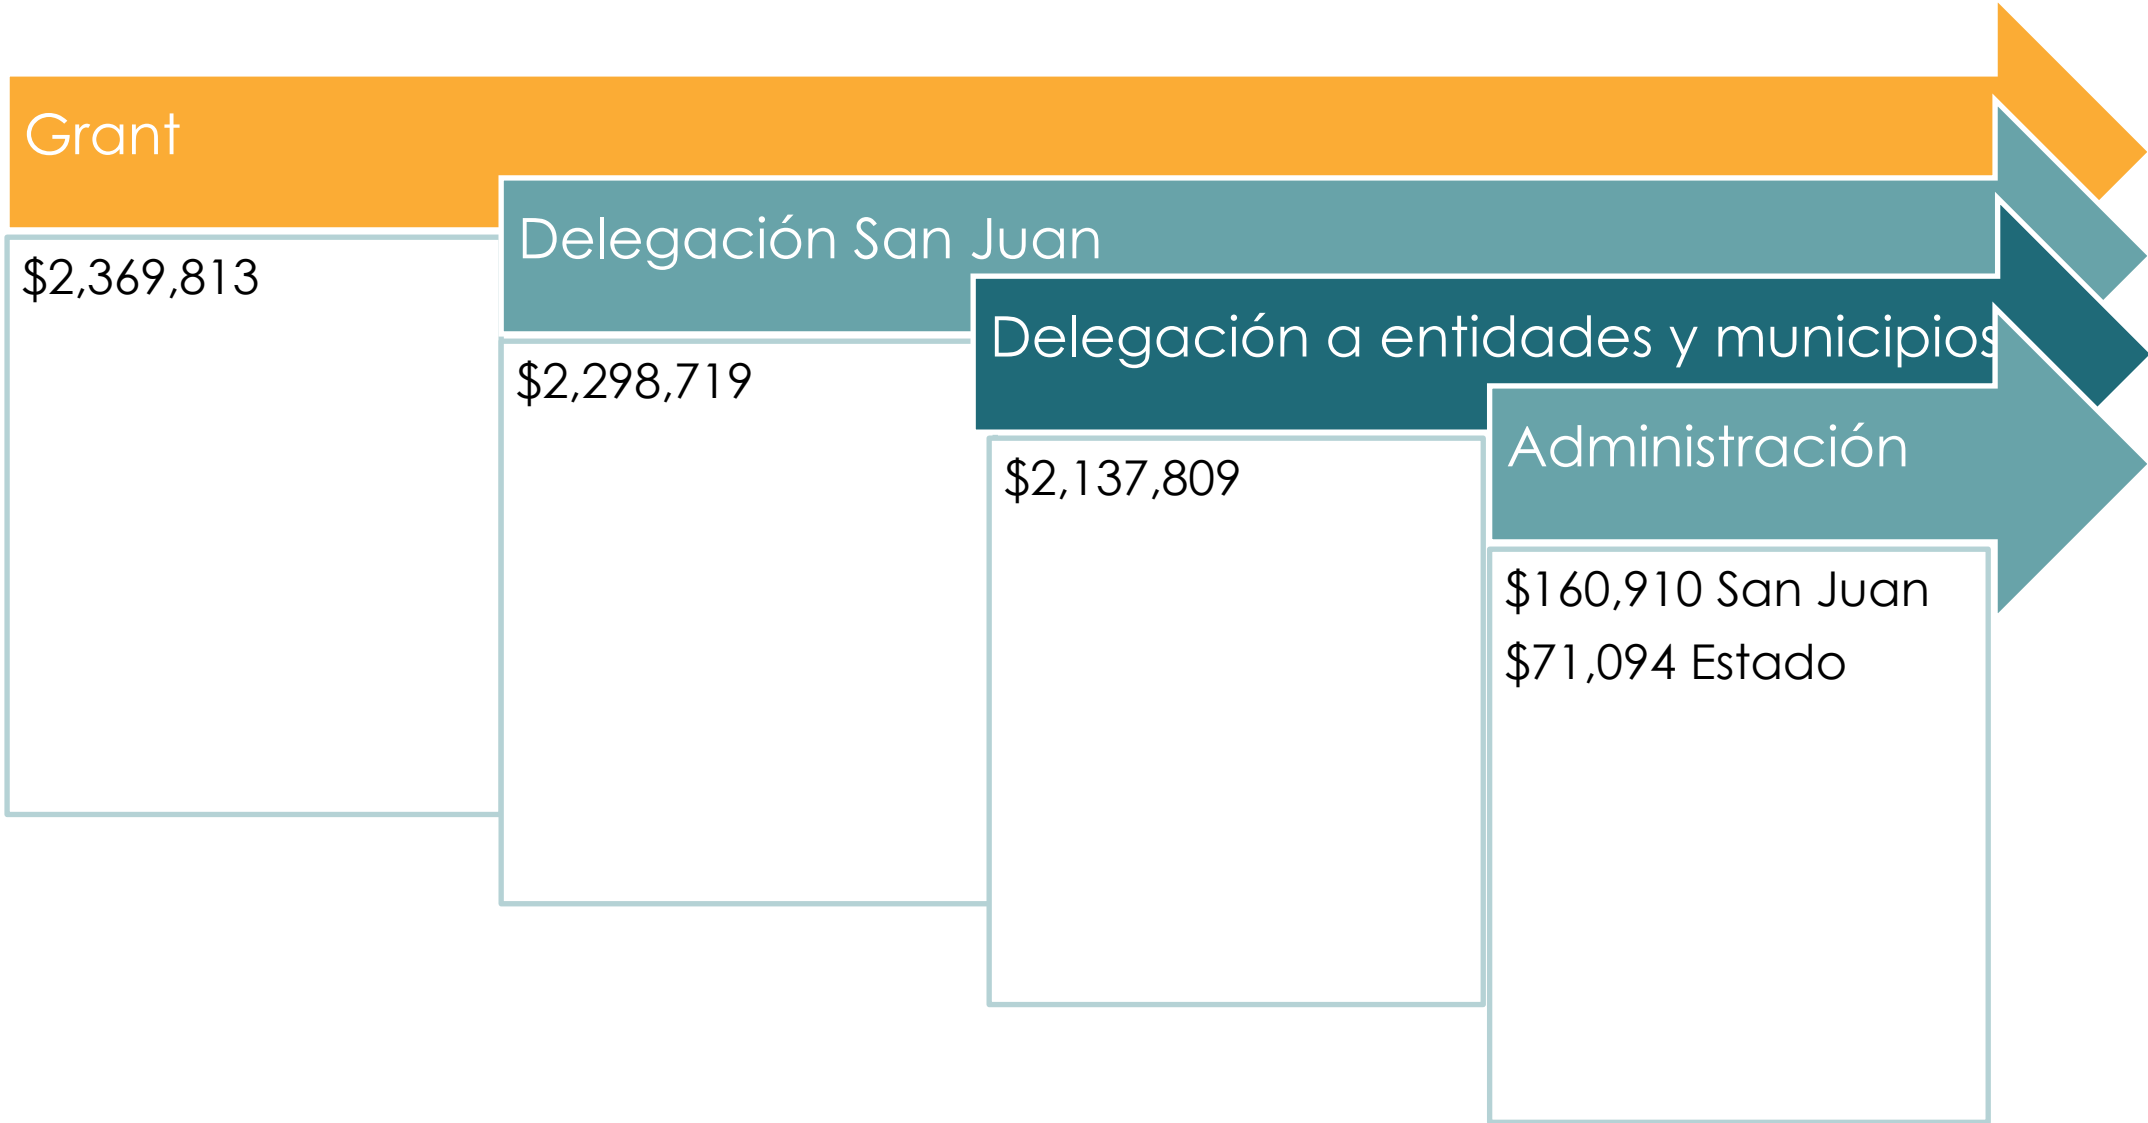 Grant
$2,369,813
Delegación San Juan
$2,298,719
Delegación a entidades y municipios
$2,137,809
Administración
$160,910 San Juan
$71,094 Estado